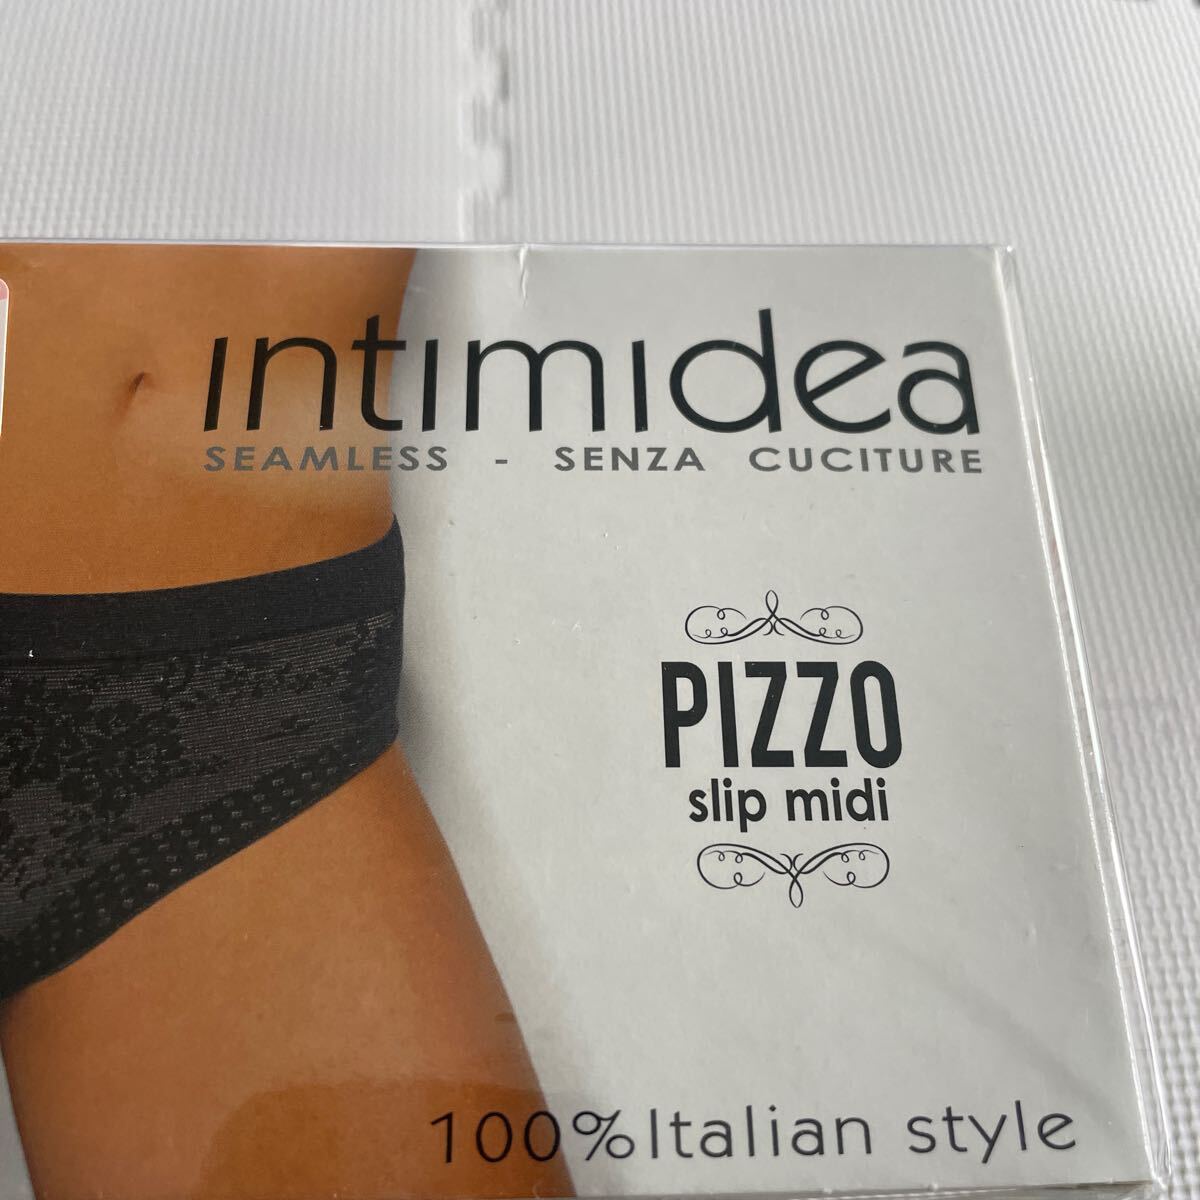 intimidea
SEAMLESS - SENZA CUCITURE
PIZZO
slip midi
100%Italian style